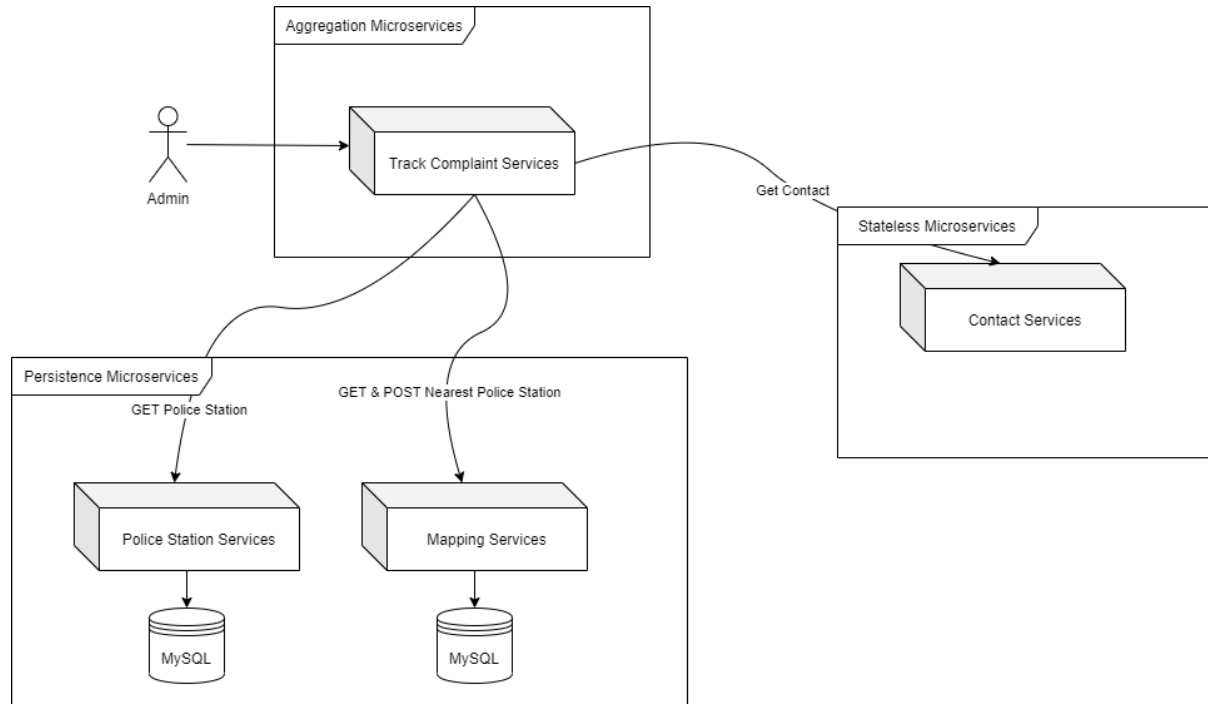 Aggregation Microservices
Track Complaint Services
Admin
Get Contact
Stateless Microservices
Contact Services
Persistence Microservices
GET Police Station
GET & POST Nearest Police Station
Police Station Services
Mapping Services
MySQL
MySQL